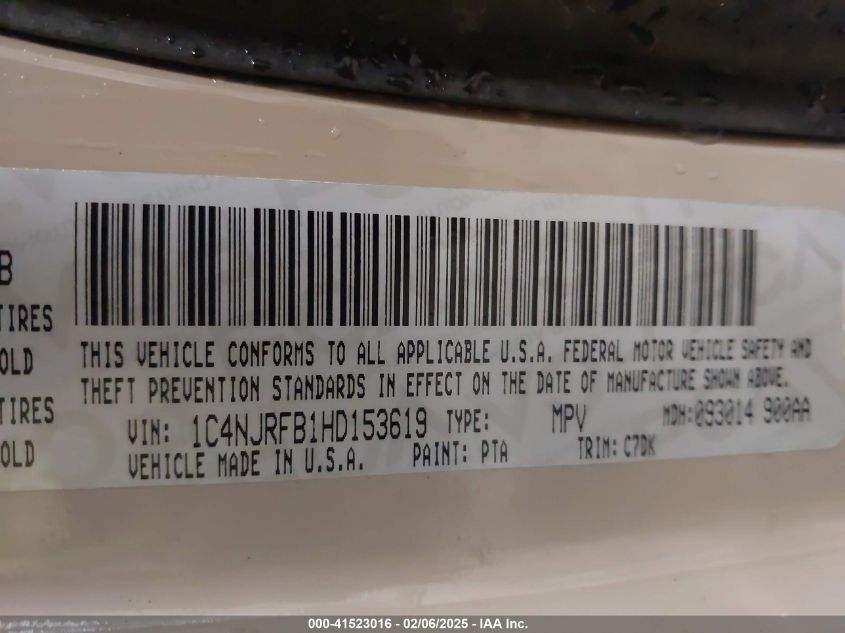 B
TIRES
OLD
TIRES
OLD
THIS VEHICLE CONFORMS TO ALL APPLICABLE U.S.A. FEDERAL MOTOR VEHICLE SAFETY AND
THEFT PREVENTION STANDARDS IN EFFECT ON THE DATE OF MANUFACTURE SHOWN ABOVE.
VIN: 1C4NJRFB1HD153619 TYPE: MPV MDH:093014 900AA
VEHICLE MADE IN U.S.A. PAINT: PTA TRIM: C7DK
000-41523016 - 02/06/2025 - IAA Inc.